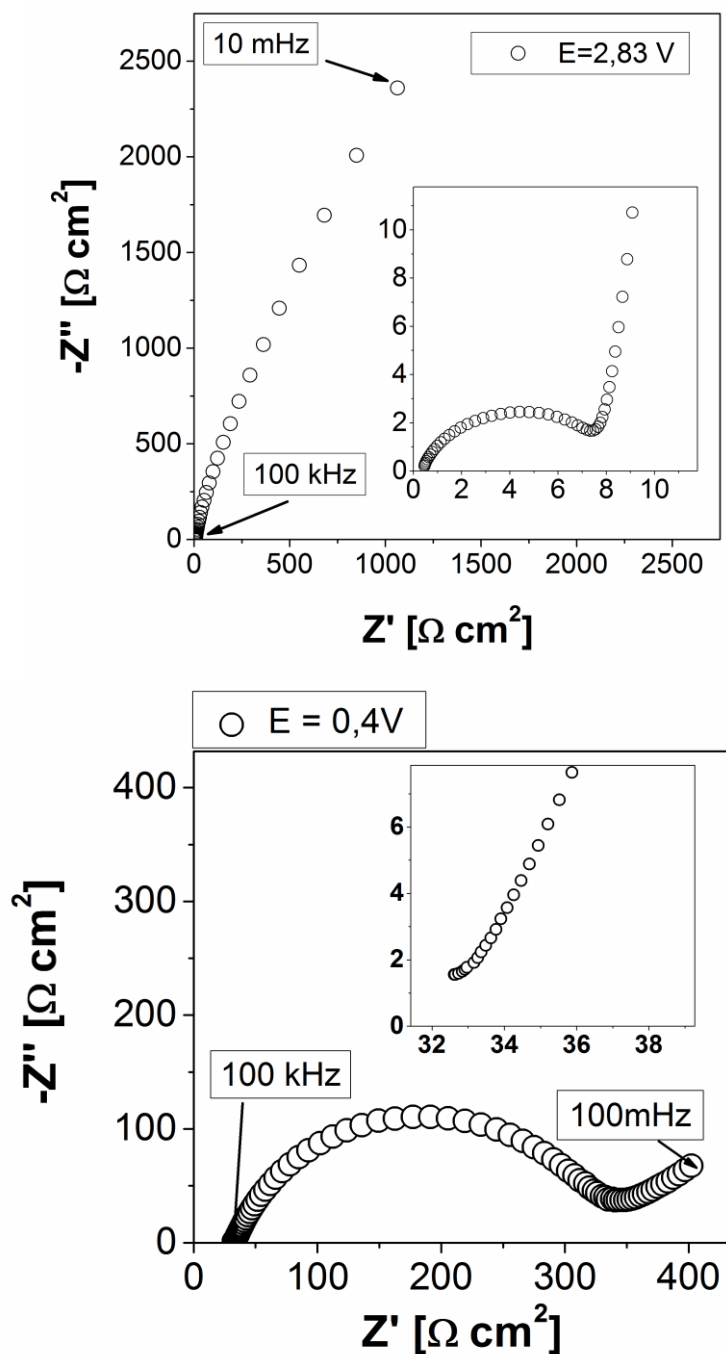 10 mHz
E=2,83 V
2500
2000
1500
1000
500
0
-Z" [Ω cm²]
10
8
6
4
2
0
0 2 4 6 8 10
100 kHz
0 500 1000 1500 2000 2500
Z' [Ω cm²]
E = 0,4V
400
300
200
100
0
-Z" [Ω cm²]
6
4
2
0
32 34 36 38
100 kHz
100mHz
0 100 200 300 400
Z' [Ω cm²]